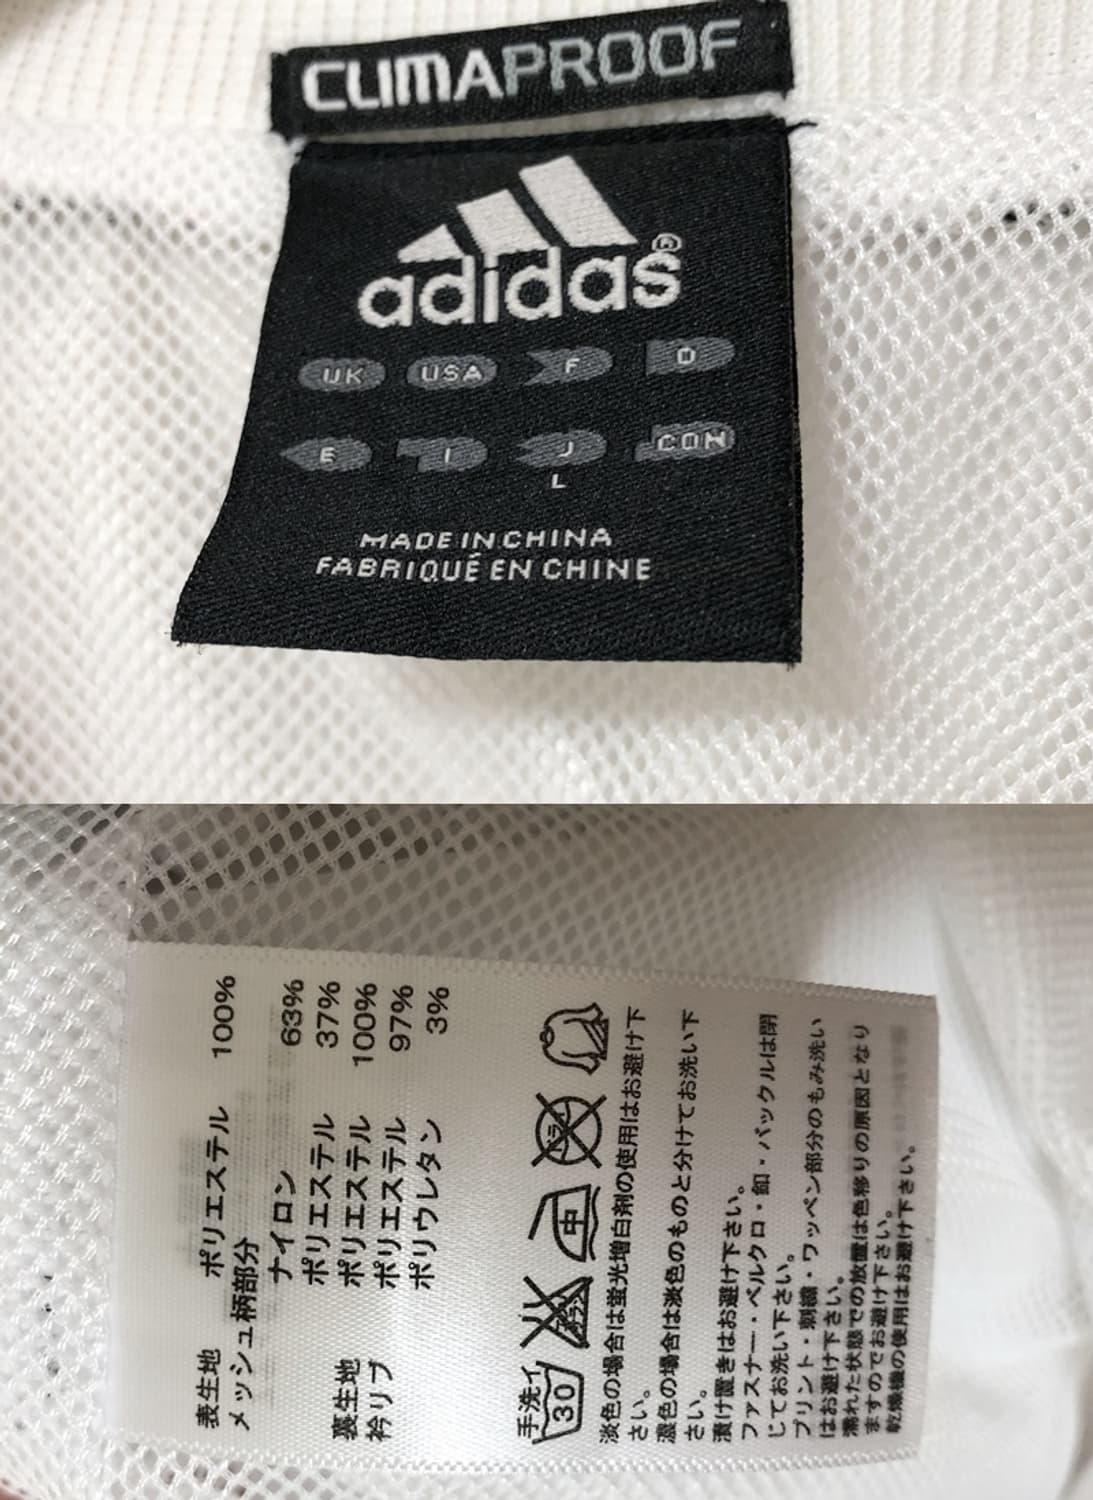 CLIMAPROOF
adidas®
UK USA F D
E I J CON
L
MADE IN CHINA
FABRIQUÉ EN CHINE
表生地 ポリエステル 100%
メッシュ柄部分
ナイロン 63%
ポリエステル 37%
裏生地 ポリエステル 100%
衿リブ ポリエステル 97%
ポリウレタン 3%
手洗イ
30
エンソサラシ
中
ドライ
淡色の場合は蛍光増白剤の使用はお避け下
さい。
濃色の場合は淡色のものと分けてお洗い下
さい。
漬け置きはお避け下さい。
ファスナー・ベルクロ・釦・バックルは閉
じてお洗い下さい。
プリント・刺繍・ワッペン部分のもみ洗い
はお避け下さい。
濡れた状態での放置は色移りの原因となり
ますのでお避け下さい。
乾燥機の使用はお避け下さい。